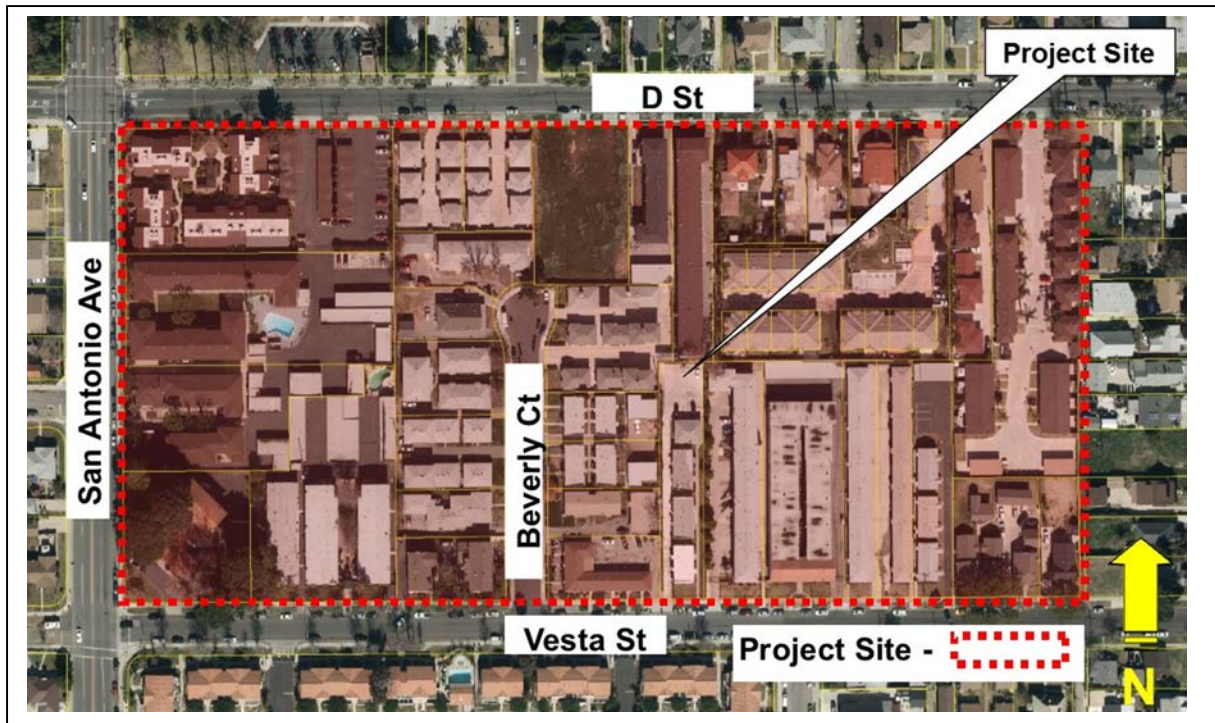 Project Site
D St
San Antonio Ave
Beverly Ct
Vesta St
Project Site -
N